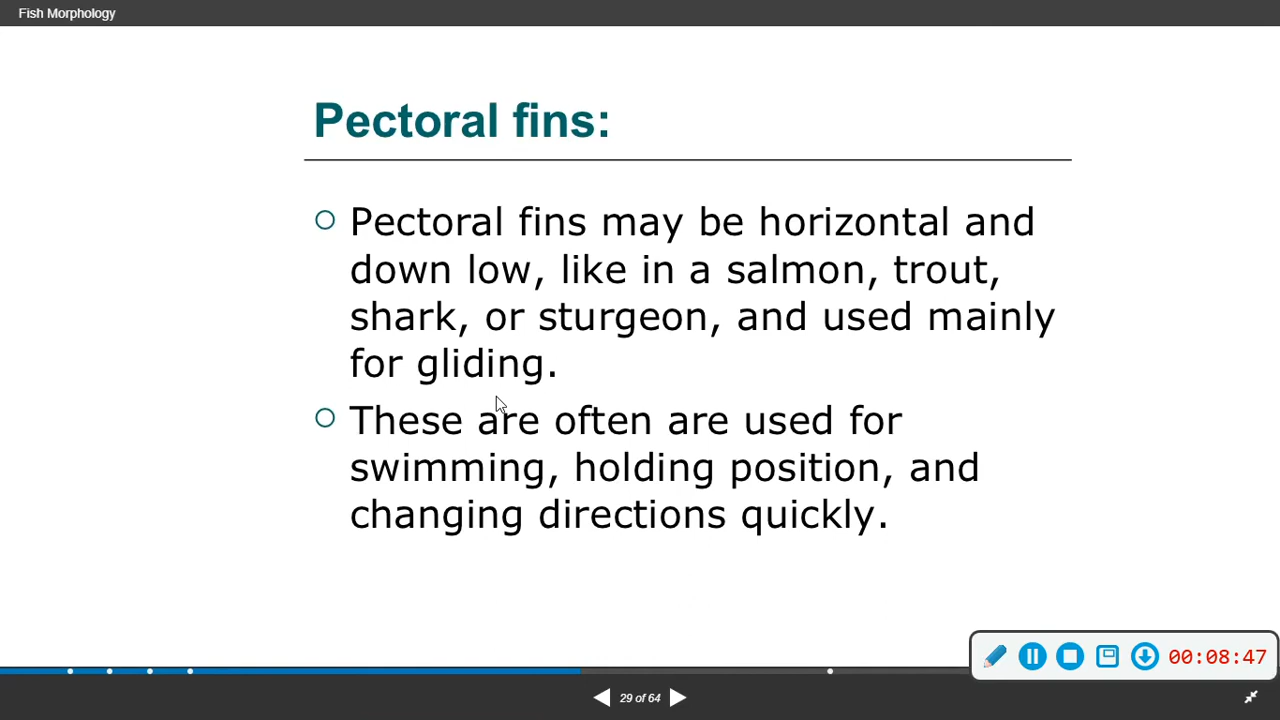 Fish Morphology
Pectoral fins:
Pectoral fins may be horizontal and
down low, like in a salmon, trout,
shark, or sturgeon, and used mainly
for gliding.
These are often are used for
swimming, holding position, and
changing directions quickly.
00:08:47
29 of 64